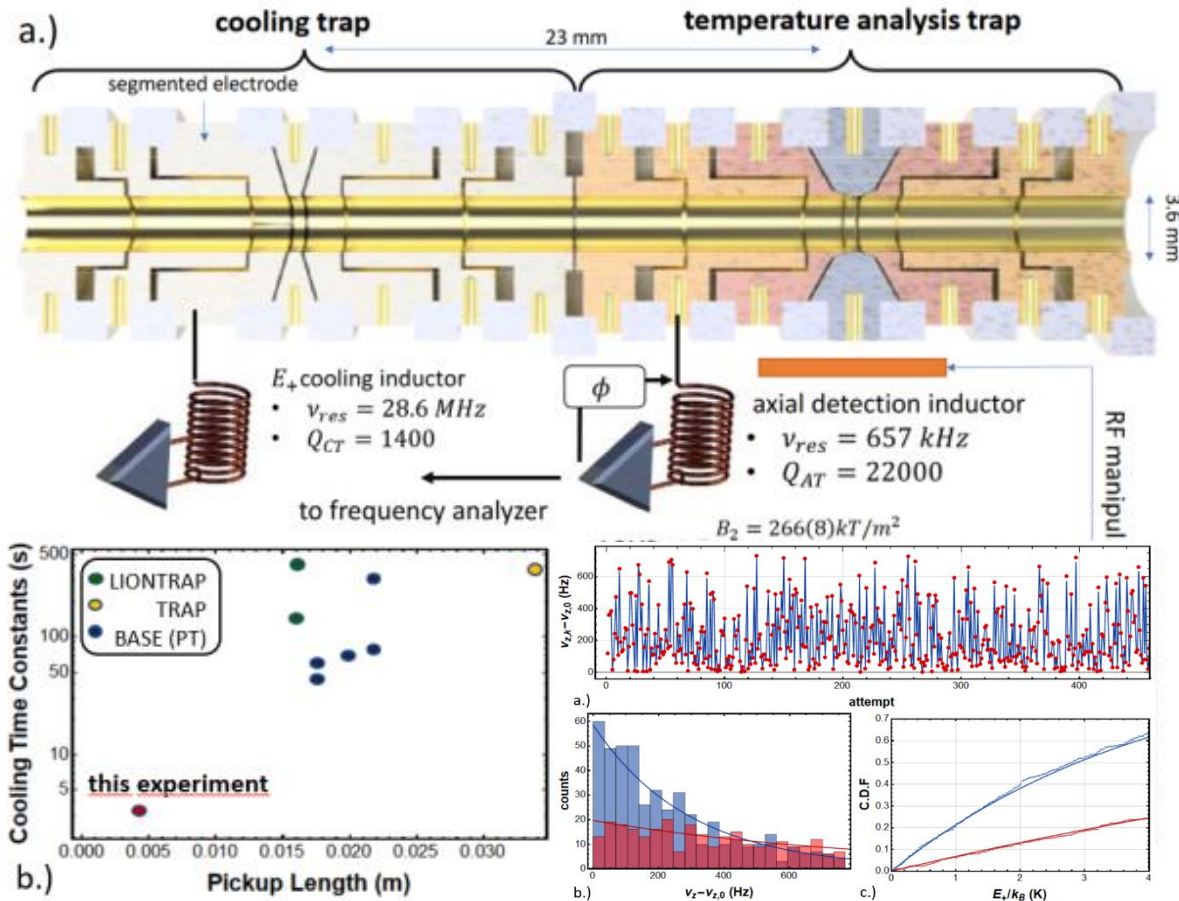 a.)
cooling trap
temperature analysis trap
23 mm
segmented electrode
3.6 mm
E₊ cooling inductor
• ν_res = 28.6 MHz
• Q_CT = 1400
ϕ
axial detection inductor
• ν_res = 657 kHz
• Q_AT = 22000
RF manipul
to frequency analyzer
B₂ = 266(8)kT/m²
Cooling Time Constants (s)
500
100
50
10
5
LIONTRAP
TRAP
BASE (PT)
this experiment
0.000 0.005 0.010 0.015 0.020 0.025 0.030
b.)
Pickup Length (m)
ν_z,k−ν_z,0 (Hz)
600
400
200
0
0 100 200 300 400
a.)
attempt
counts
60
50
40
30
20
10
0
0 200 400 600
b.)
ν_z−ν_z,0 (Hz)
C.D.F
0.7
0.6
0.5
0.4
0.3
0.2
0.1
0.0
0 1 2 3 4
c.)
E₊/k_B (K)